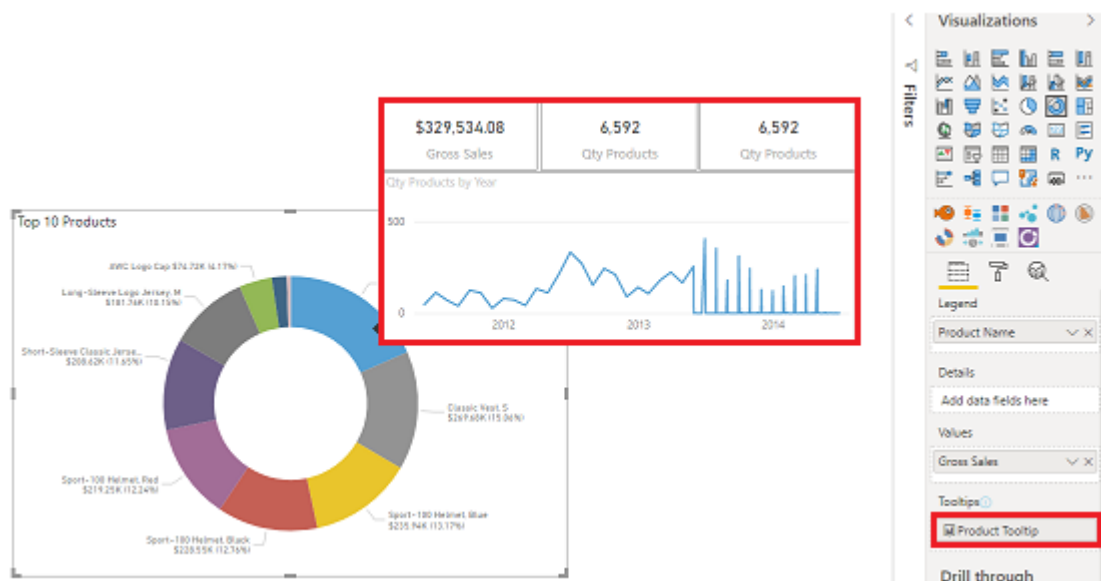 Visualizations
Filters
$329,534.08
Gross Sales
6,592
Qty Products
6,592
Qty Products
Qty Products by Year
500
0
2012
2013
2014
Top 10 Products
AWC Logo Cap $74.72K (4.17%)
Long-Sleeve Logo Jersey, M
$181.76K (10.15%)
Short-Sleeve Classic Jerse...
$208.62K (11.65%)
Sport-100 Helmet, Red
$219.25K (12.24%)
Sport-100 Helmet, Black
$228.55K (12.76%)
Sport-100 Helmet, Blue
$235.94K (13.17%)
Classic Vest, S
$269.68K (15.06%)
R
Py
Legend
Product Name
Details
Add data fields here
Values
Gross Sales
Tooltips
Product Tooltip
Drill through